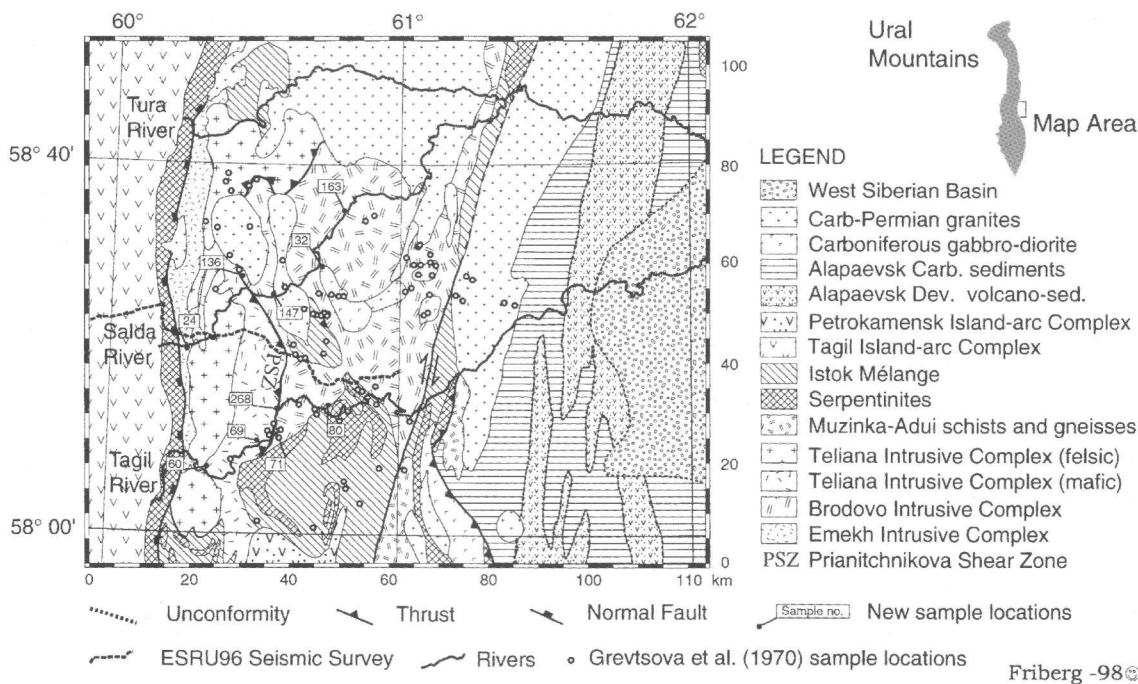 60°
61°
62°
Ural
Mountains
Map Area
100
80
60
40
20
0
Tura
River
58° 40'
163
32
136
147
24
Salda
River
PSZ
268
69
80
60
71
Tagil
River
58° 00'
0
20
40
60
80
100
110
km
LEGEND
West Siberian Basin
Carb-Permian granites
Carboniferous gabbro-diorite
Alapaevsk Carb. sediments
Alapaevsk Dev. volcano-sed.
Petrokamensk Island-arc Complex
Tagil Island-arc Complex
Istok Mélange
Serpentinites
Muzinka-Adui schists and gneisses
Teliana Intrusive Complex (felsic)
Teliana Intrusive Complex (mafic)
Brodovo Intrusive Complex
Emekh Intrusive Complex
PSZ Prianitchnikova Shear Zone
Unconformity
Thrust
Normal Fault
Sample no.
New sample locations
ESRU96 Seismic Survey
Rivers
Grevtsova et al. (1970) sample locations
Friberg -98©